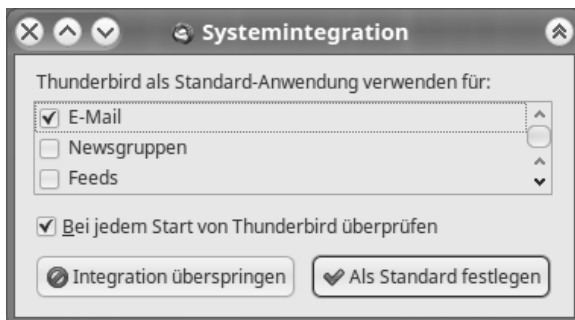 Systemintegration
Thunderbird als Standard-Anwendung verwenden für:
E-Mail
Newsgruppen
Feeds
Bei jedem Start von Thunderbird überprüfen
Integration überspringen Als Standard festlegen